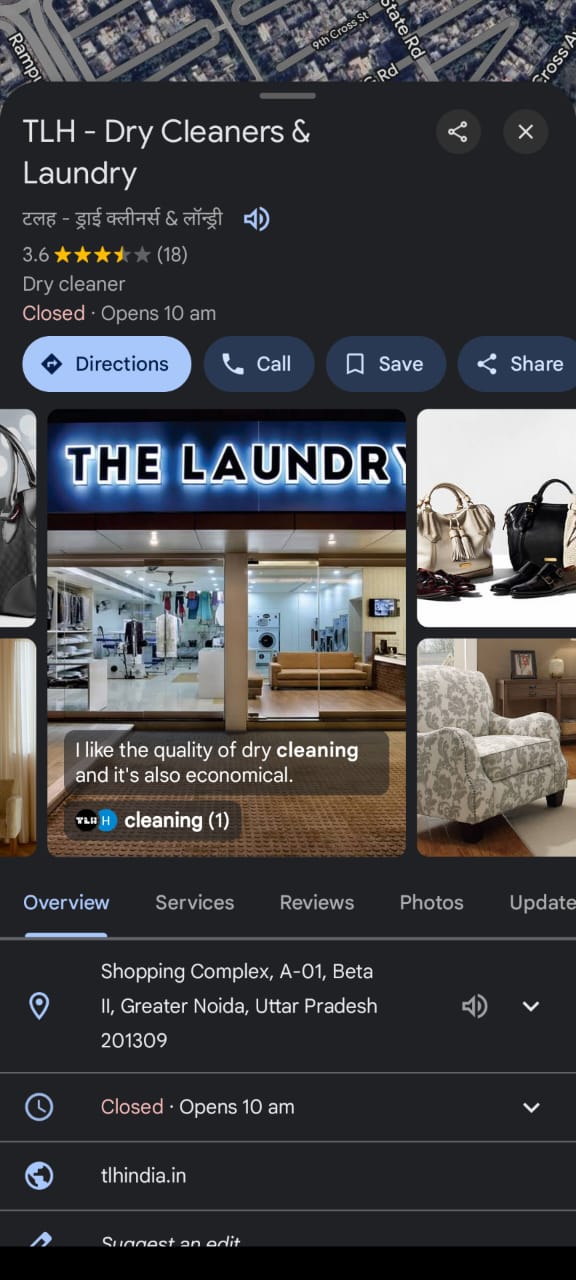 9th Cross St
State Rd
Rampu
G Rd
Cross A
TLH - Dry Cleaners &
Laundry
टलह - ड्राई क्लीनर्स & लॉन्ड्री
3.6 (18)
Dry cleaner
Closed · Opens 10 am
Directions Call Save Share
THE LAUNDRY
I like the quality of dry cleaning
and it's also economical.
TLH H cleaning (1)
Overview Services Reviews Photos Update
Shopping Complex, A-01, Beta
II, Greater Noida, Uttar Pradesh
201309
Closed · Opens 10 am
tlhindia.in
Suggest an edit